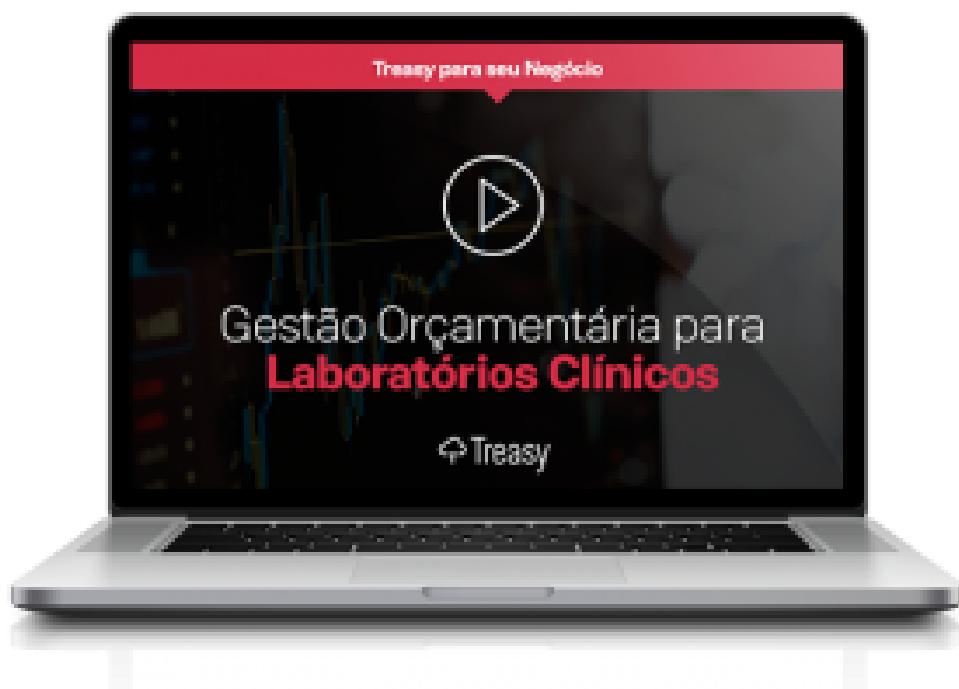 Treasy para seu Negócio
Gestão Orçamentária para
Laboratórios Clínicos
Treasy